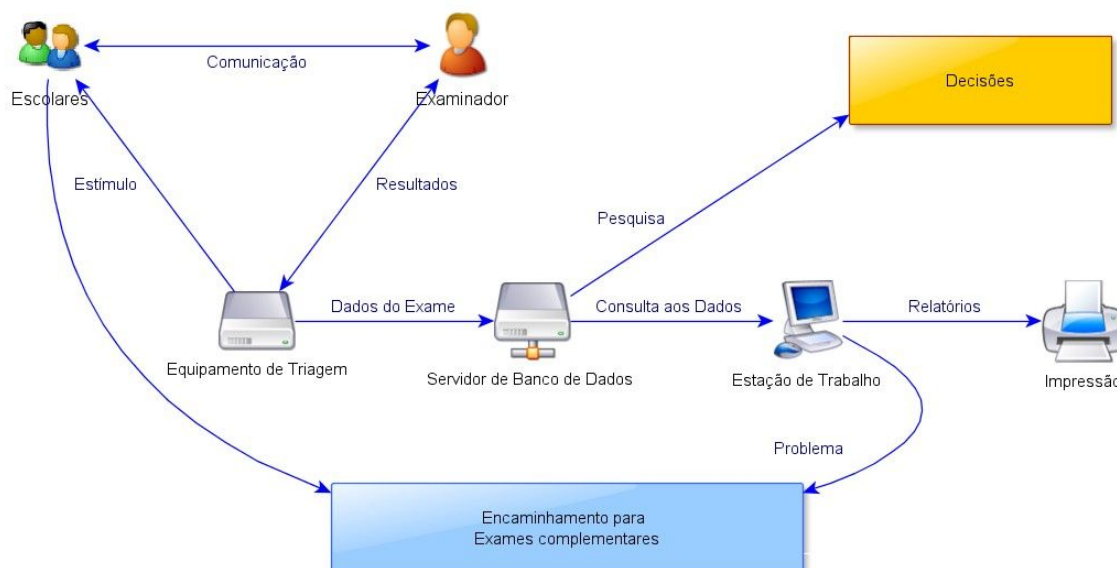 Comunicação
Escolares
Examinador
Decisões
Estímulo
Resultados
Pesquisa
Dados do Exame
Consulta aos Dados
Relatórios
Equipamento de Triagem
Servidor de Banco de Dados
Estação de Trabalho
Impressão
Problema
Encaminhamento para
Exames complementares